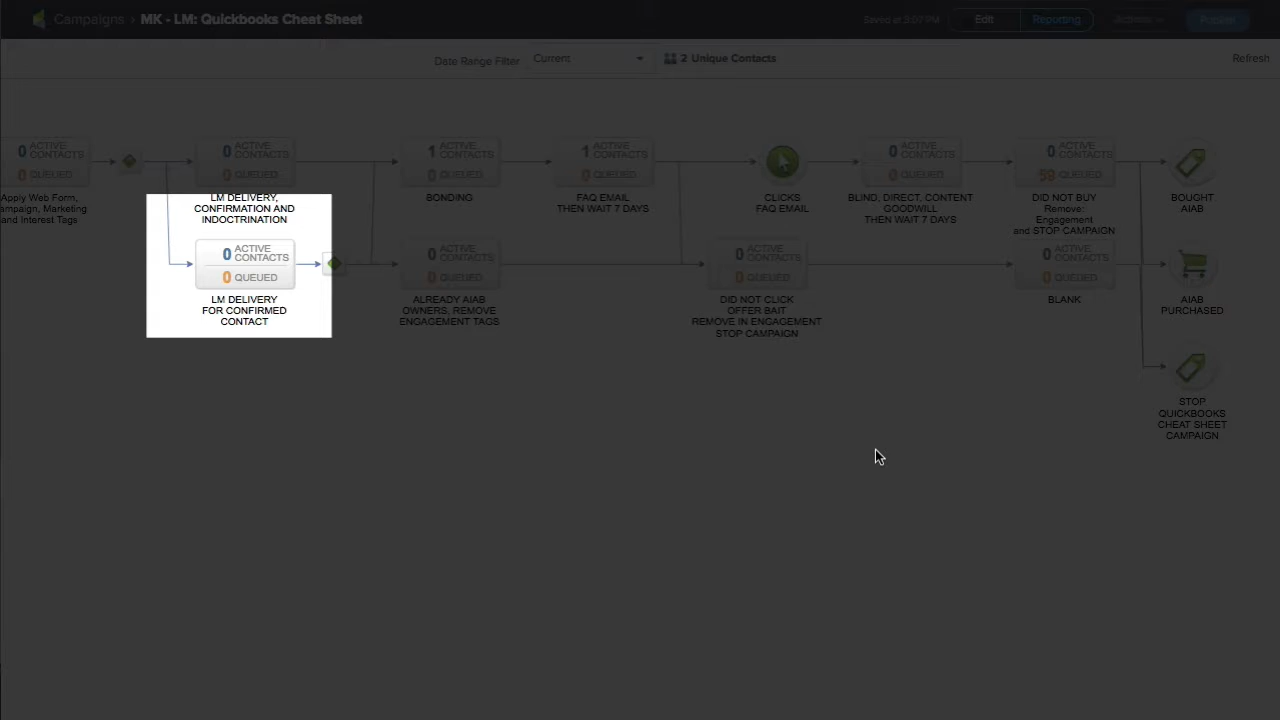 Campaigns › MK - LM: Quickbooks Cheat Sheet
Saved at 3:07 PM
Edit
Reporting
Actions
Publish
Date Range Filter
Current
2 Unique Contacts
Refresh
0 ACTIVE CONTACTS
0 QUEUED
Apply Web Form,
ampaign, Marketing
and Interest Tags
0 ACTIVE CONTACTS
0 QUEUED
LM DELIVERY,
CONFIRMATION AND
INDOCTRINATION
1 ACTIVE CONTACTS
0 QUEUED
BONDING
1 ACTIVE CONTACTS
0 QUEUED
FAQ EMAIL
THEN WAIT 7 DAYS
CLICKS
FAQ EMAIL
0 ACTIVE CONTACTS
0 QUEUED
BLIND, DIRECT, CONTENT
GOODWILL
THEN WAIT 7 DAYS
0 ACTIVE CONTACTS
59 QUEUED
DID NOT BUY
Remove:
Engagement
and STOP CAMPAIGN
BOUGHT
AIAB
0 ACTIVE CONTACTS
0 QUEUED
LM DELIVERY
FOR CONFIRMED
CONTACT
0 ACTIVE CONTACTS
0 QUEUED
ALREADY AIAB
OWNERS, REMOVE
ENGAGEMENT TAGS
0 ACTIVE CONTACTS
0 QUEUED
DID NOT CLICK
OFFER BAIT
REMOVE IN ENGAGEMENT
STOP CAMPAIGN
0 ACTIVE CONTACTS
0 QUEUED
BLANK
AIAB
PURCHASED
STOP
QUICKBOOKS
CHEAT SHEET
CAMPAIGN